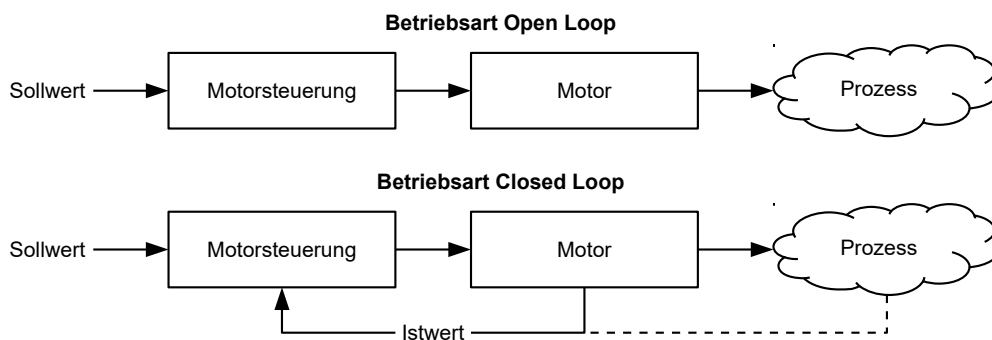 Betriebsart Open Loop
Sollwert Motorsteuerung Motor Prozess
Betriebsart Closed Loop
Sollwert Motorsteuerung Motor Prozess
Istwert